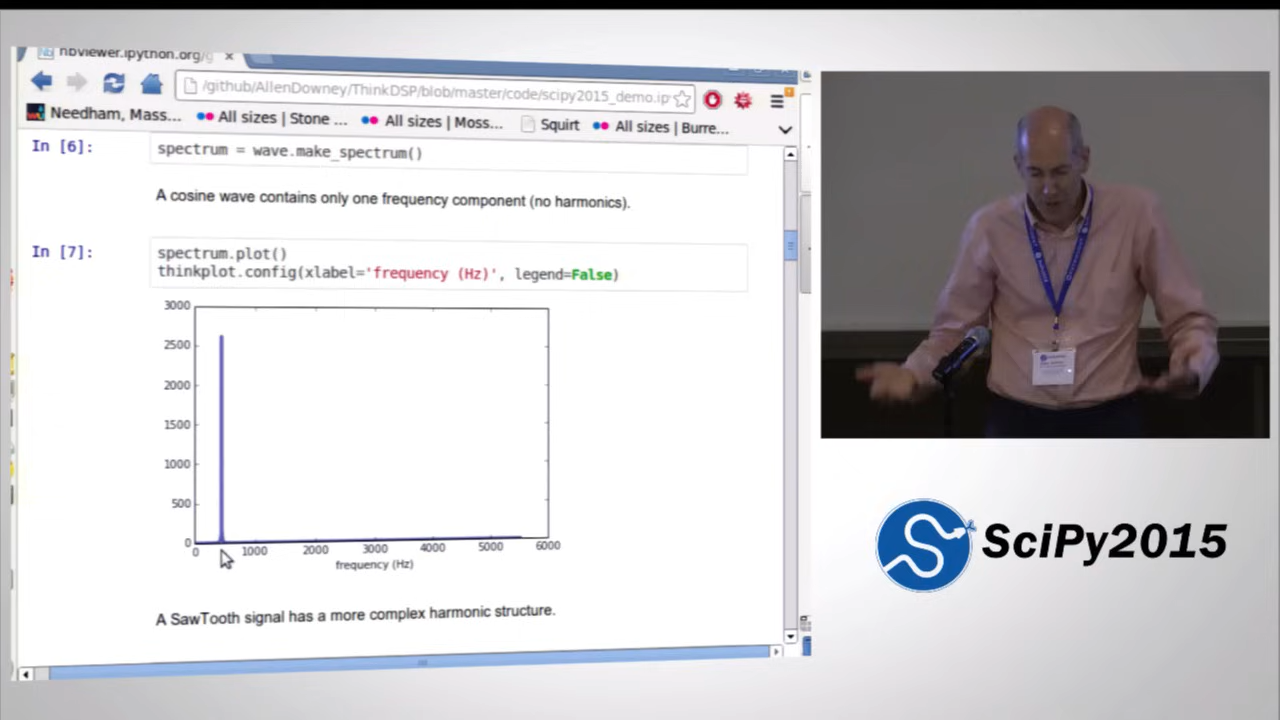 nbviewer.ipython.org/g
/github/AllenDowney/ThinkDSP/blob/master/code/scipy2015_demo.ip
Needham, Mass... All sizes | Stone ... All sizes | Moss... Squirt All sizes | Burre...
In [6]: spectrum = wave.make_spectrum()
A cosine wave contains only one frequency component (no harmonics).
In [7]: spectrum.plot()
thinkplot.config(xlabel='frequency (Hz)', legend=False)
3000
2500
2000
1500
1000
500
0
0 1000 2000 3000 4000 5000 6000
frequency (Hz)
A SawTooth signal has a more complex harmonic structure.
SciPy2015